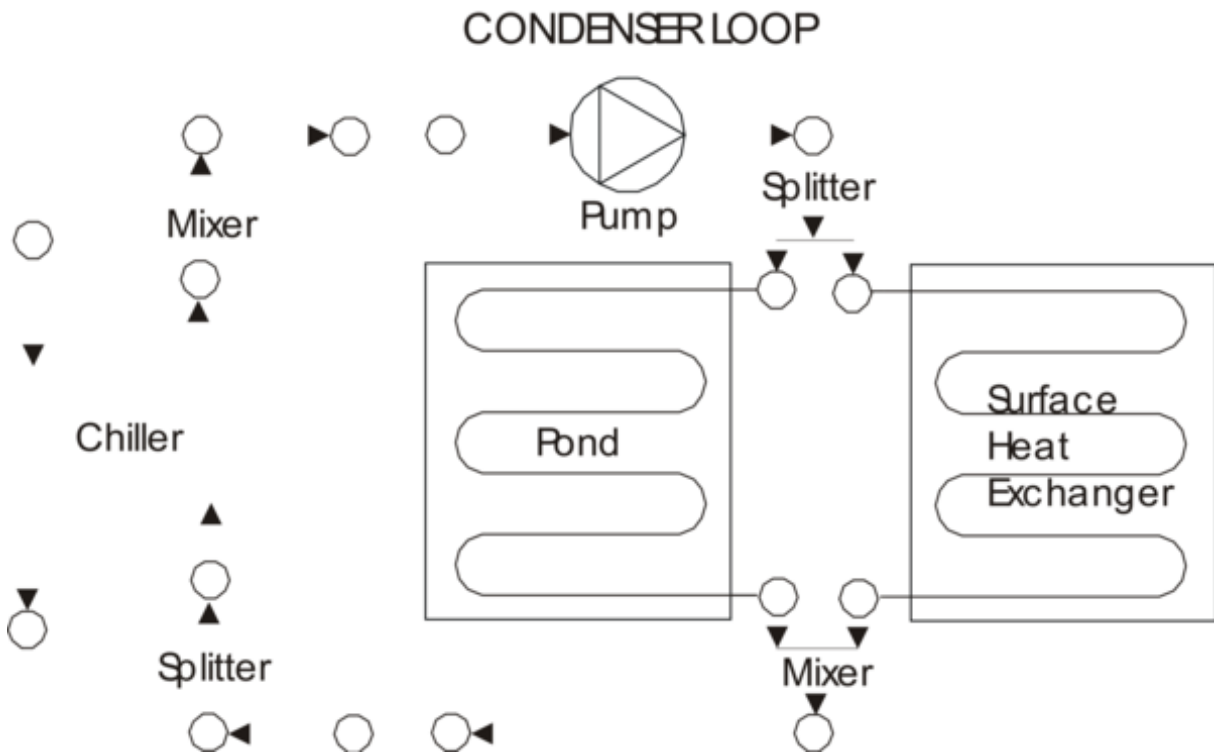 CONDENSER LOOP
Splitter
Mixer
Pump
Chiller
Pond
Surface
Heat
Exchanger
Splitter
Mixer